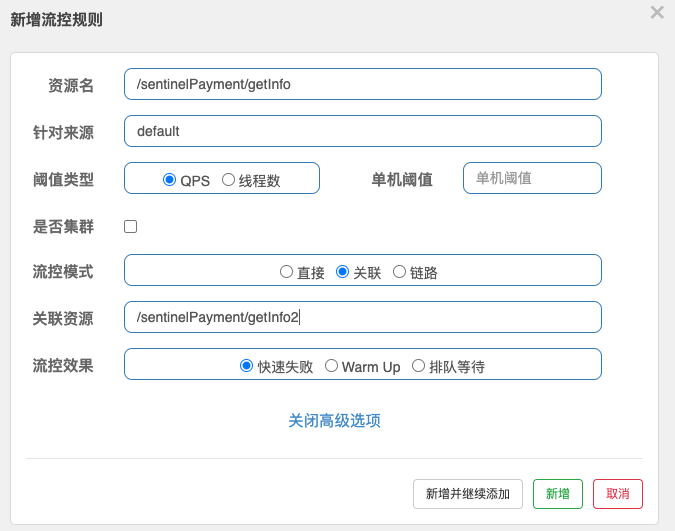 新增流控规则
资源名 /sentinelPayment/getInfo
针对来源 default
阈值类型 QPS 线程数 单机阈值 单机阈值
是否集群
流控模式 直接 关联 链路
关联资源 /sentinelPayment/getInfo2
流控效果 快速失败 Warm Up 排队等待
关闭高级选项
新增并继续添加 新增 取消